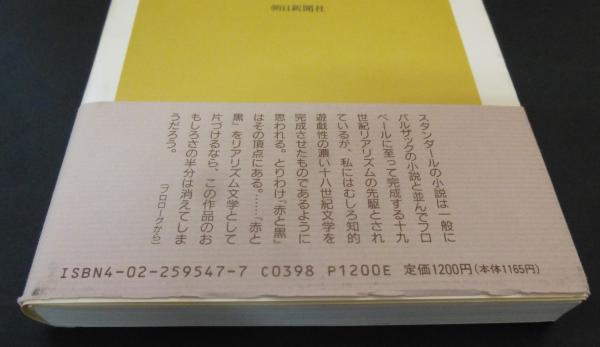 朝日新聞社
スタンダールの小説は一般に
バルザックの小説と並んでフロ
ベールに至って完成する十九
世紀リアリズムの先駆とされ
ているが、私にはむしろ知的
遊戯性の濃い十八世紀文学を
完成させたものであるように
思われる。とりわけ『赤と黒』
はその頂点にある。……『赤と
黒』をリアリズム文学として
片づけるなら、この作品のお
もしろさの半分は消えてしま
うだろう。
(プロローグから)
ISBN4-02-259547-7 C0398 P1200E 定価1200円(本体1165円)